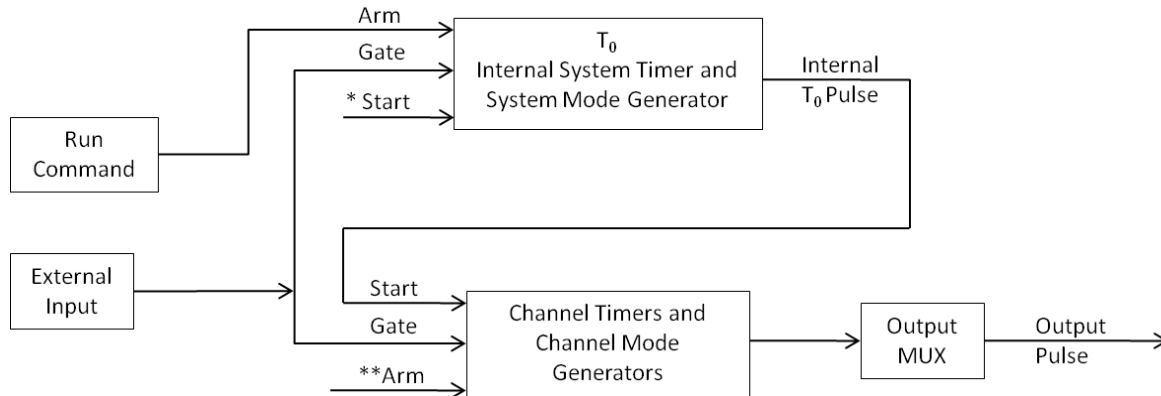 Arm
T₀
Gate
Internal System Timer and
System Mode Generator
Internal
T₀ Pulse
* Start
Run
Command
External
Input
Start
Gate
**Arm
Channel Timers and
Channel Mode
Generators
Output
MUX
Output
Pulse